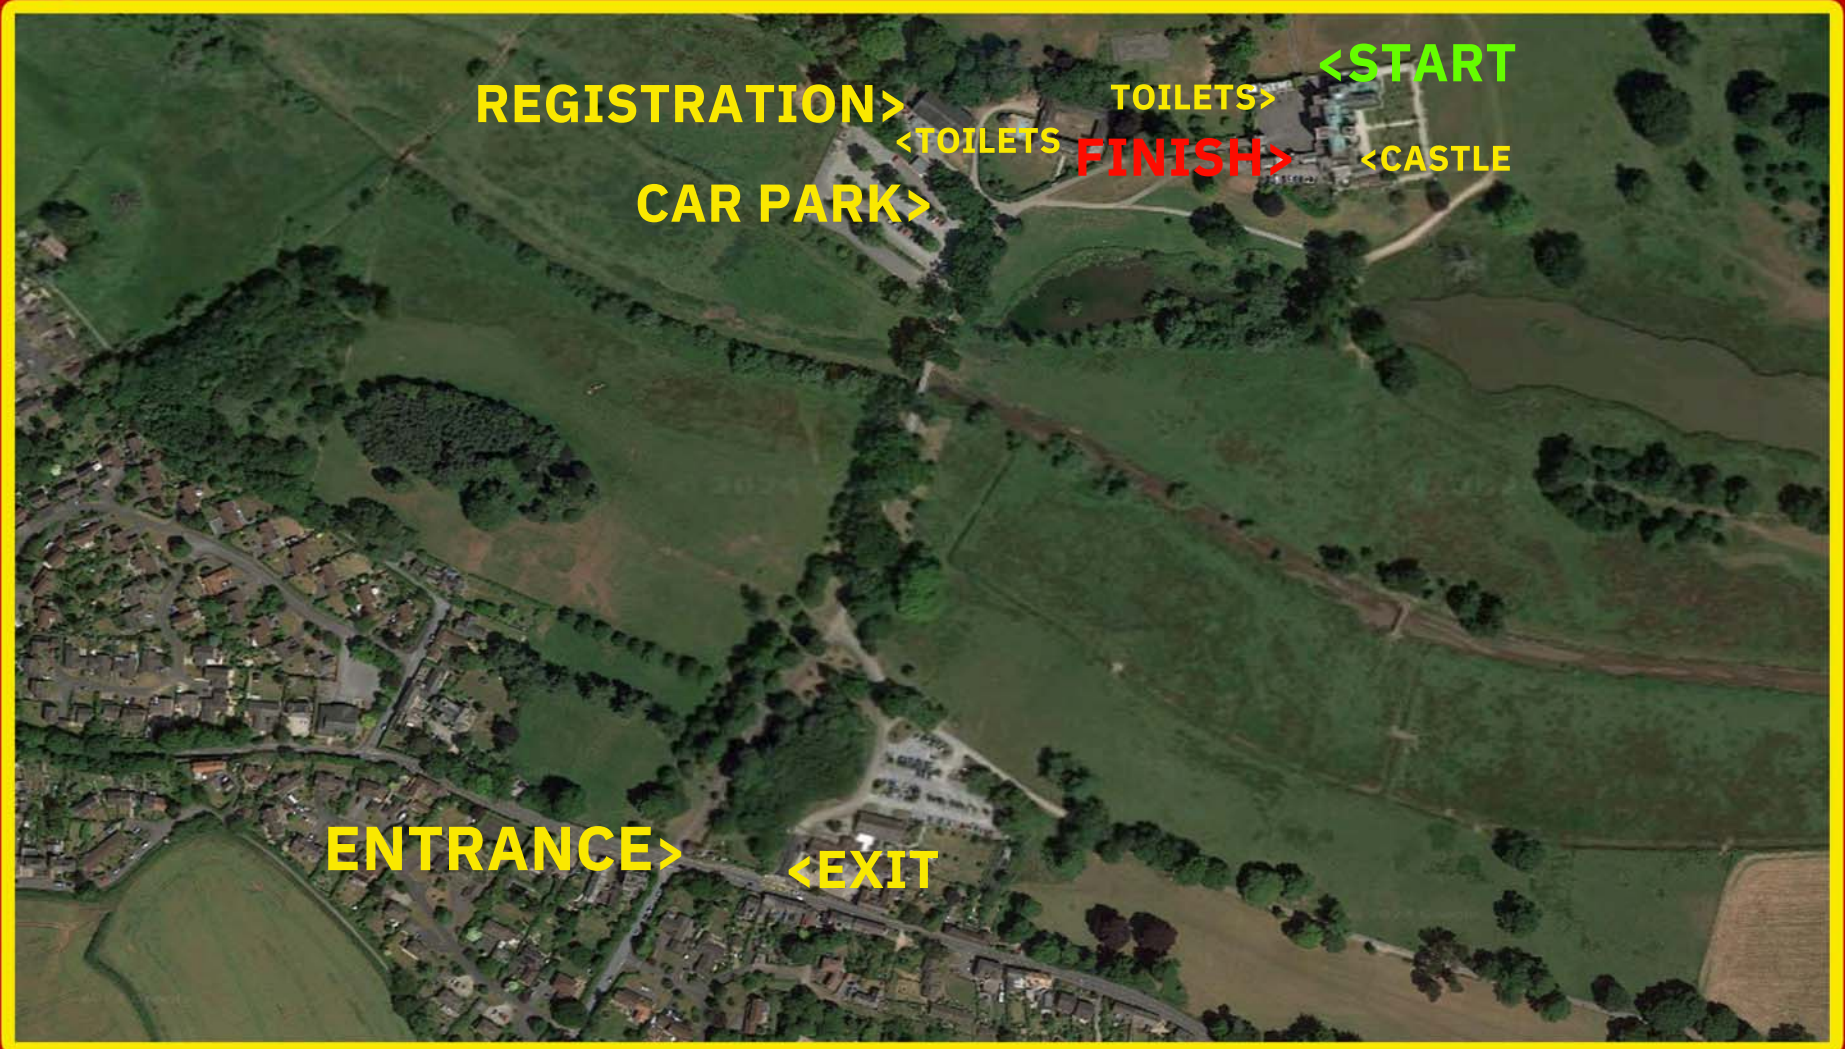 <START
REGISTRATION>
TOILETS>
<TOILETS
FINISH>
<CASTLE
CAR PARK>
ENTRANCE>
<EXIT